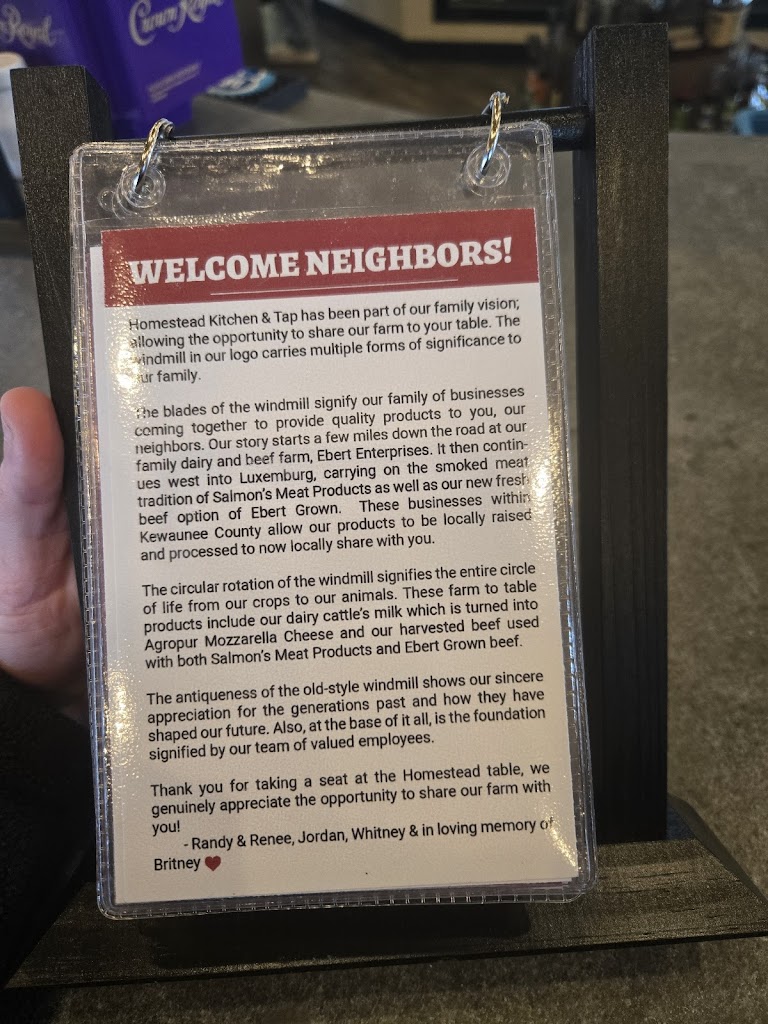 Royal
Crown Royal
WELCOME NEIGHBORS!
Homestead Kitchen & Tap has been part of our family vision;
allowing the opportunity to share our farm to your table. The
windmill in our logo carries multiple forms of significance to
our family.
The blades of the windmill signify our family of businesses
coming together to provide quality products to you, our
neighbors. Our story starts a few miles down the road at our
family dairy and beef farm, Ebert Enterprises. It then contin-
ues west into Luxemburg, carrying on the smoked meat
tradition of Salmon's Meat Products as well as our new fresh
beef option of Ebert Grown. These businesses within
Kewaunee County allow our products to be locally raised
and processed to now locally share with you.
The circular rotation of the windmill signifies the entire circle
of life from our crops to our animals. These farm to table
products include our dairy cattle's milk which is turned into
Agropur Mozzarella Cheese and our harvested beef used
with both Salmon's Meat Products and Ebert Grown beef.
The antiqueness of the old-style windmill shows our sincere
appreciation for the generations past and how they have
shaped our future. Also, at the base of it all, is the foundation
signified by our team of valued employees.
Thank you for taking a seat at the Homestead table, we
genuinely appreciate the opportunity to share our farm with
you!
- Randy & Renee, Jordan, Whitney & in loving memory of
Britney